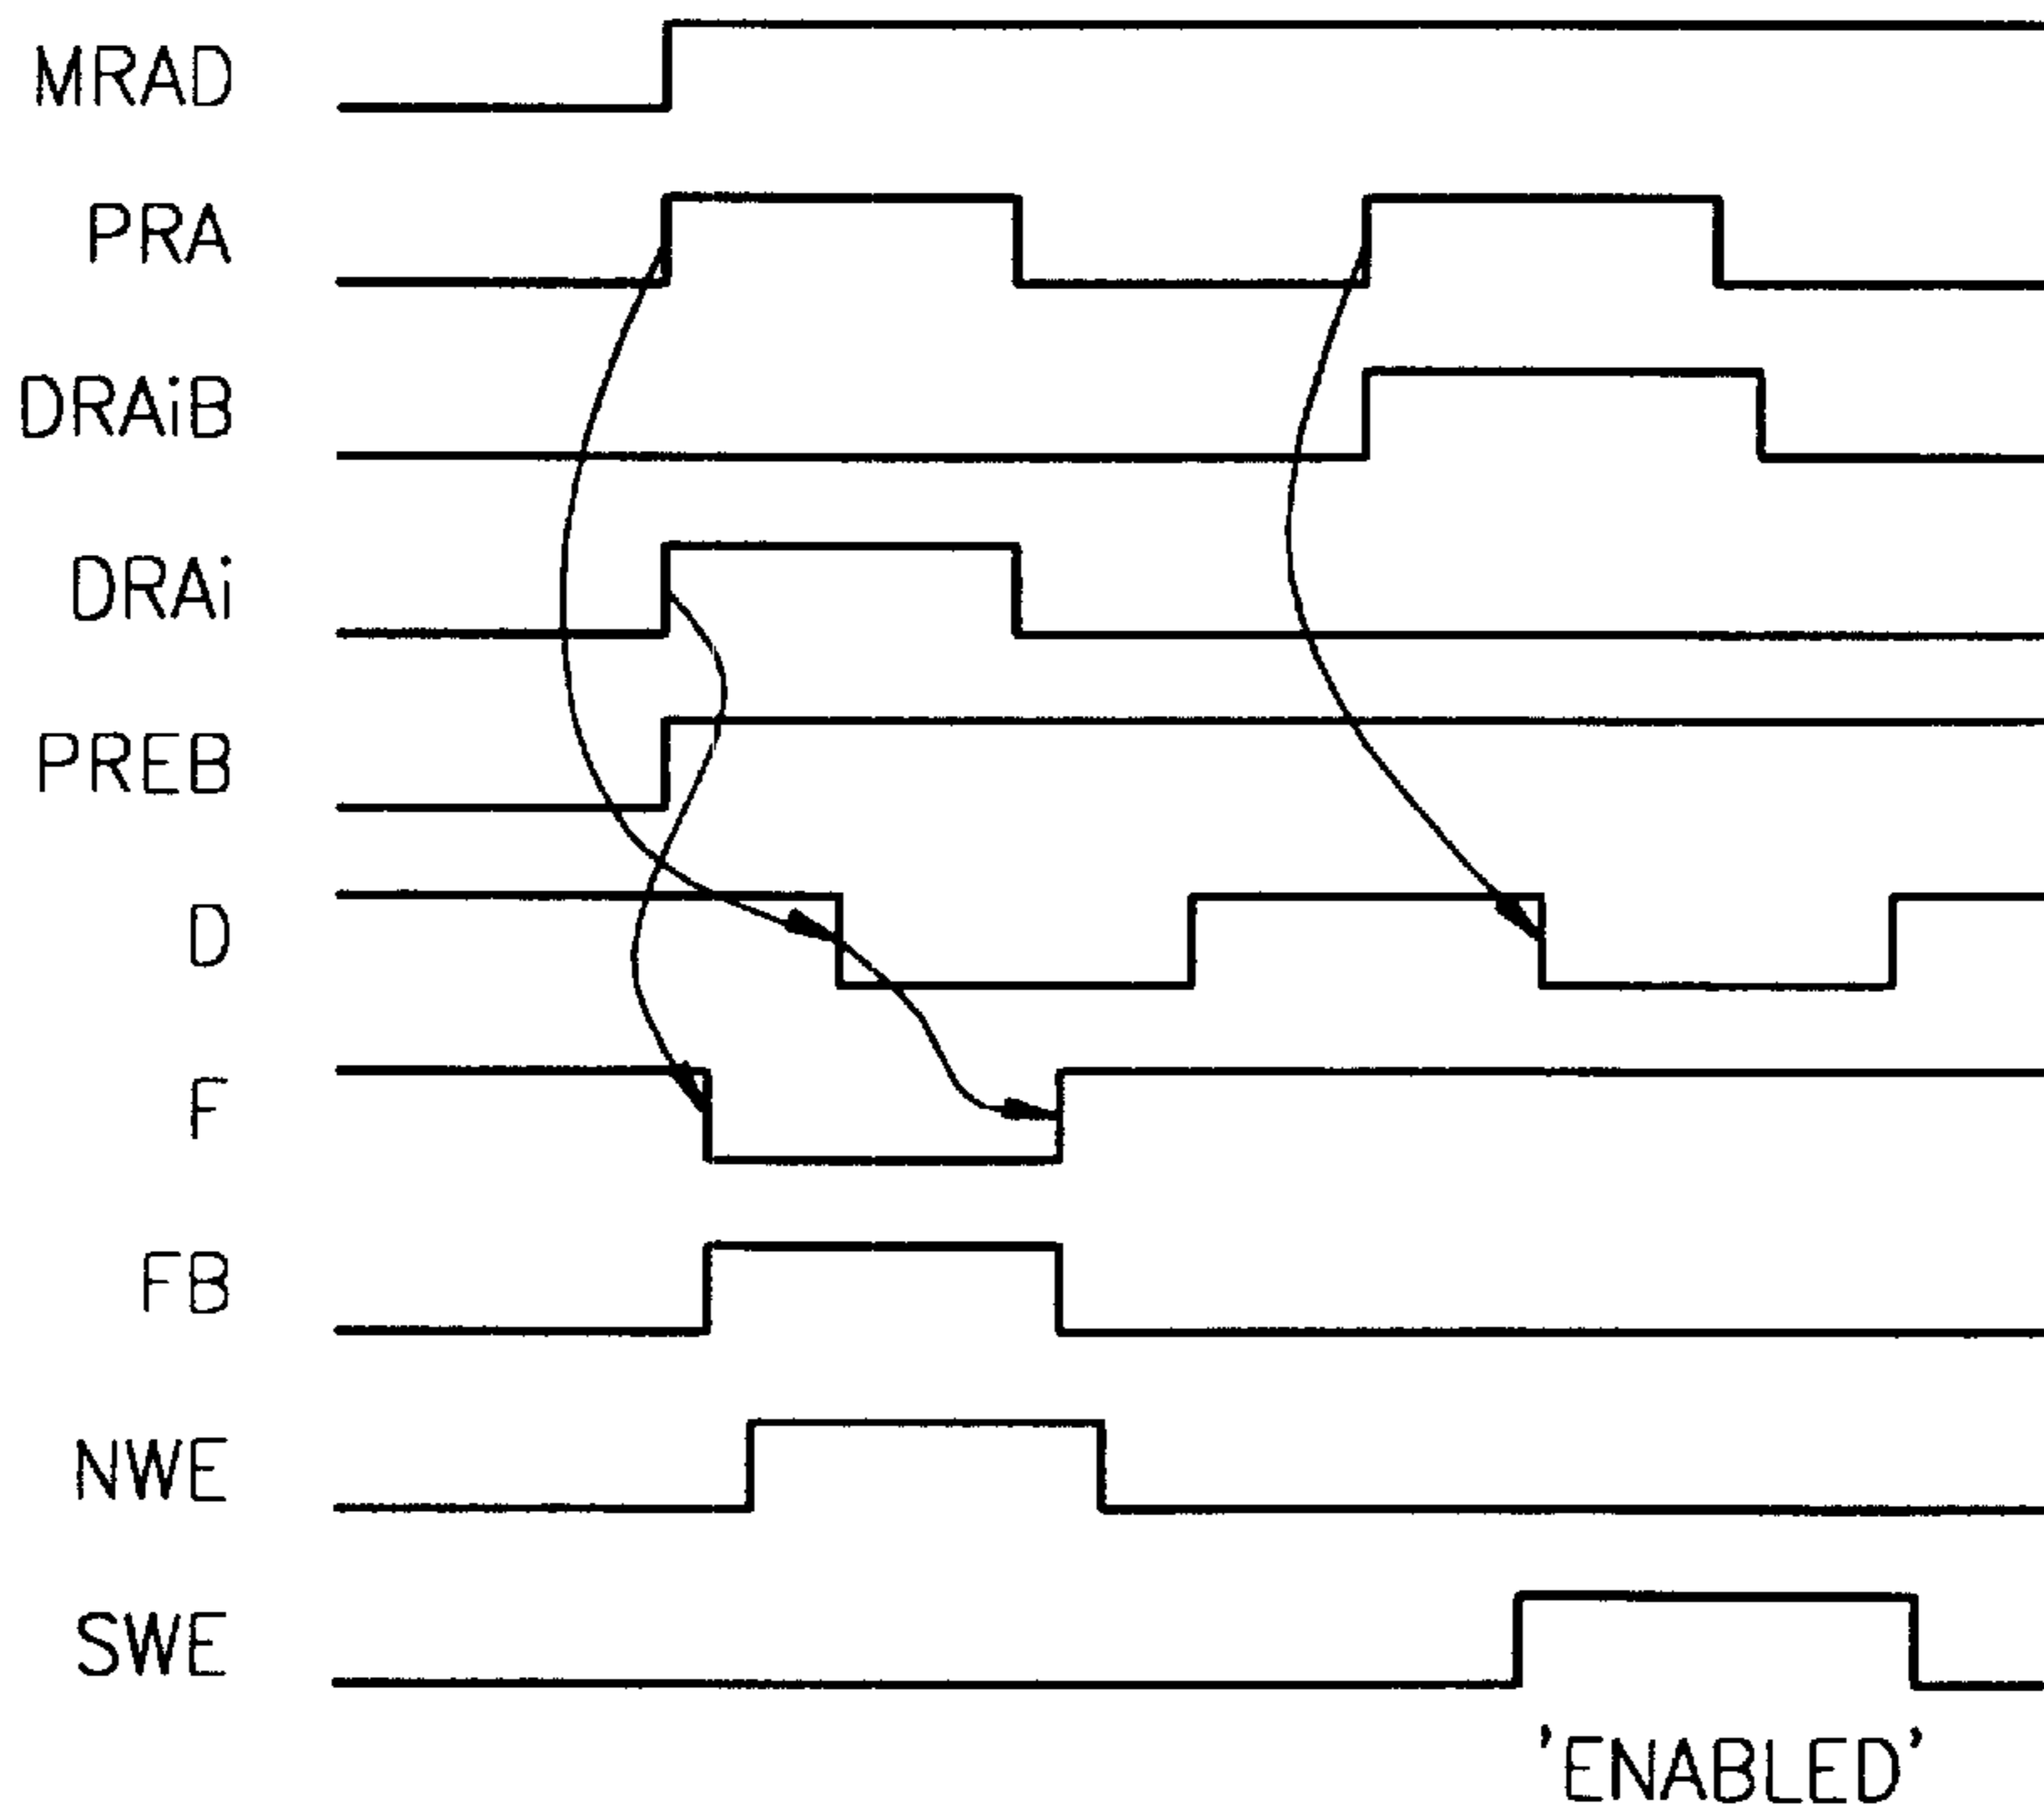 MRAD
PRA
DRAiB
DRAi
PREB
D
F
FB
NWE
SWE
'ENABLED'